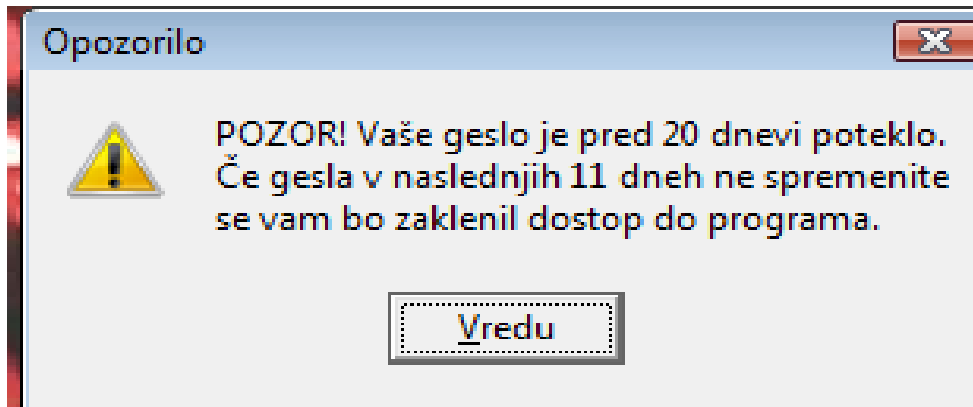 Opozorilo
POZOR! Vaše geslo je pred 20 dnevi poteklo.
Če gesla v naslednjih 11 dneh ne spremenite
se vam bo zaklenil dostop do programa.
Vredu